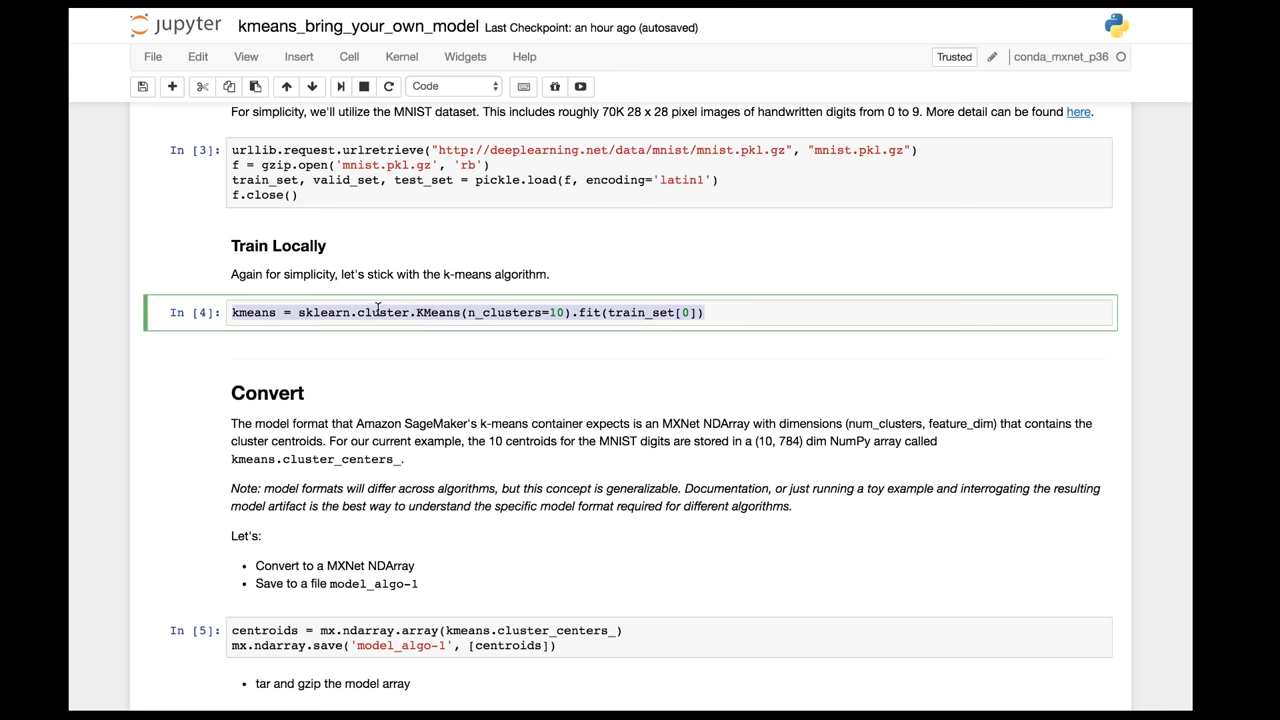 jupyter kmeans_bring_your_own_model Last Checkpoint: an hour ago (autosaved)
File Edit View Insert Cell Kernel Widgets Help Trusted conda_mxnet_p36
Code
For simplicity, we'll utilize the MNIST dataset. This includes roughly 70K 28 x 28 pixel images of handwritten digits from 0 to 9. More detail can be found here.
In [3]: urllib.request.urlretrieve("http://deeplearning.net/data/mnist/mnist.pkl.gz", "mnist.pkl.gz")
f = gzip.open('mnist.pkl.gz', 'rb')
train_set, valid_set, test_set = pickle.load(f, encoding='latin1')
f.close()
Train Locally
Again for simplicity, let's stick with the k-means algorithm.
In [4]: kmeans = sklearn.cluster.KMeans(n_clusters=10).fit(train_set[0])
Convert
The model format that Amazon SageMaker's k-means container expects is an MXNet NDArray with dimensions (num_clusters, feature_dim) that contains the
cluster centroids. For our current example, the 10 centroids for the MNIST digits are stored in a (10, 784) dim NumPy array called
kmeans.cluster_centers_.
Note: model formats will differ across algorithms, but this concept is generalizable. Documentation, or just running a toy example and interrogating the resulting
model artifact is the best way to understand the specific model format required for different algorithms.
Let's:
• Convert to a MXNet NDArray
• Save to a file model_algo-1
In [5]: centroids = mx.ndarray.array(kmeans.cluster_centers_)
mx.ndarray.save('model_algo-1', [centroids])
• tar and gzip the model array